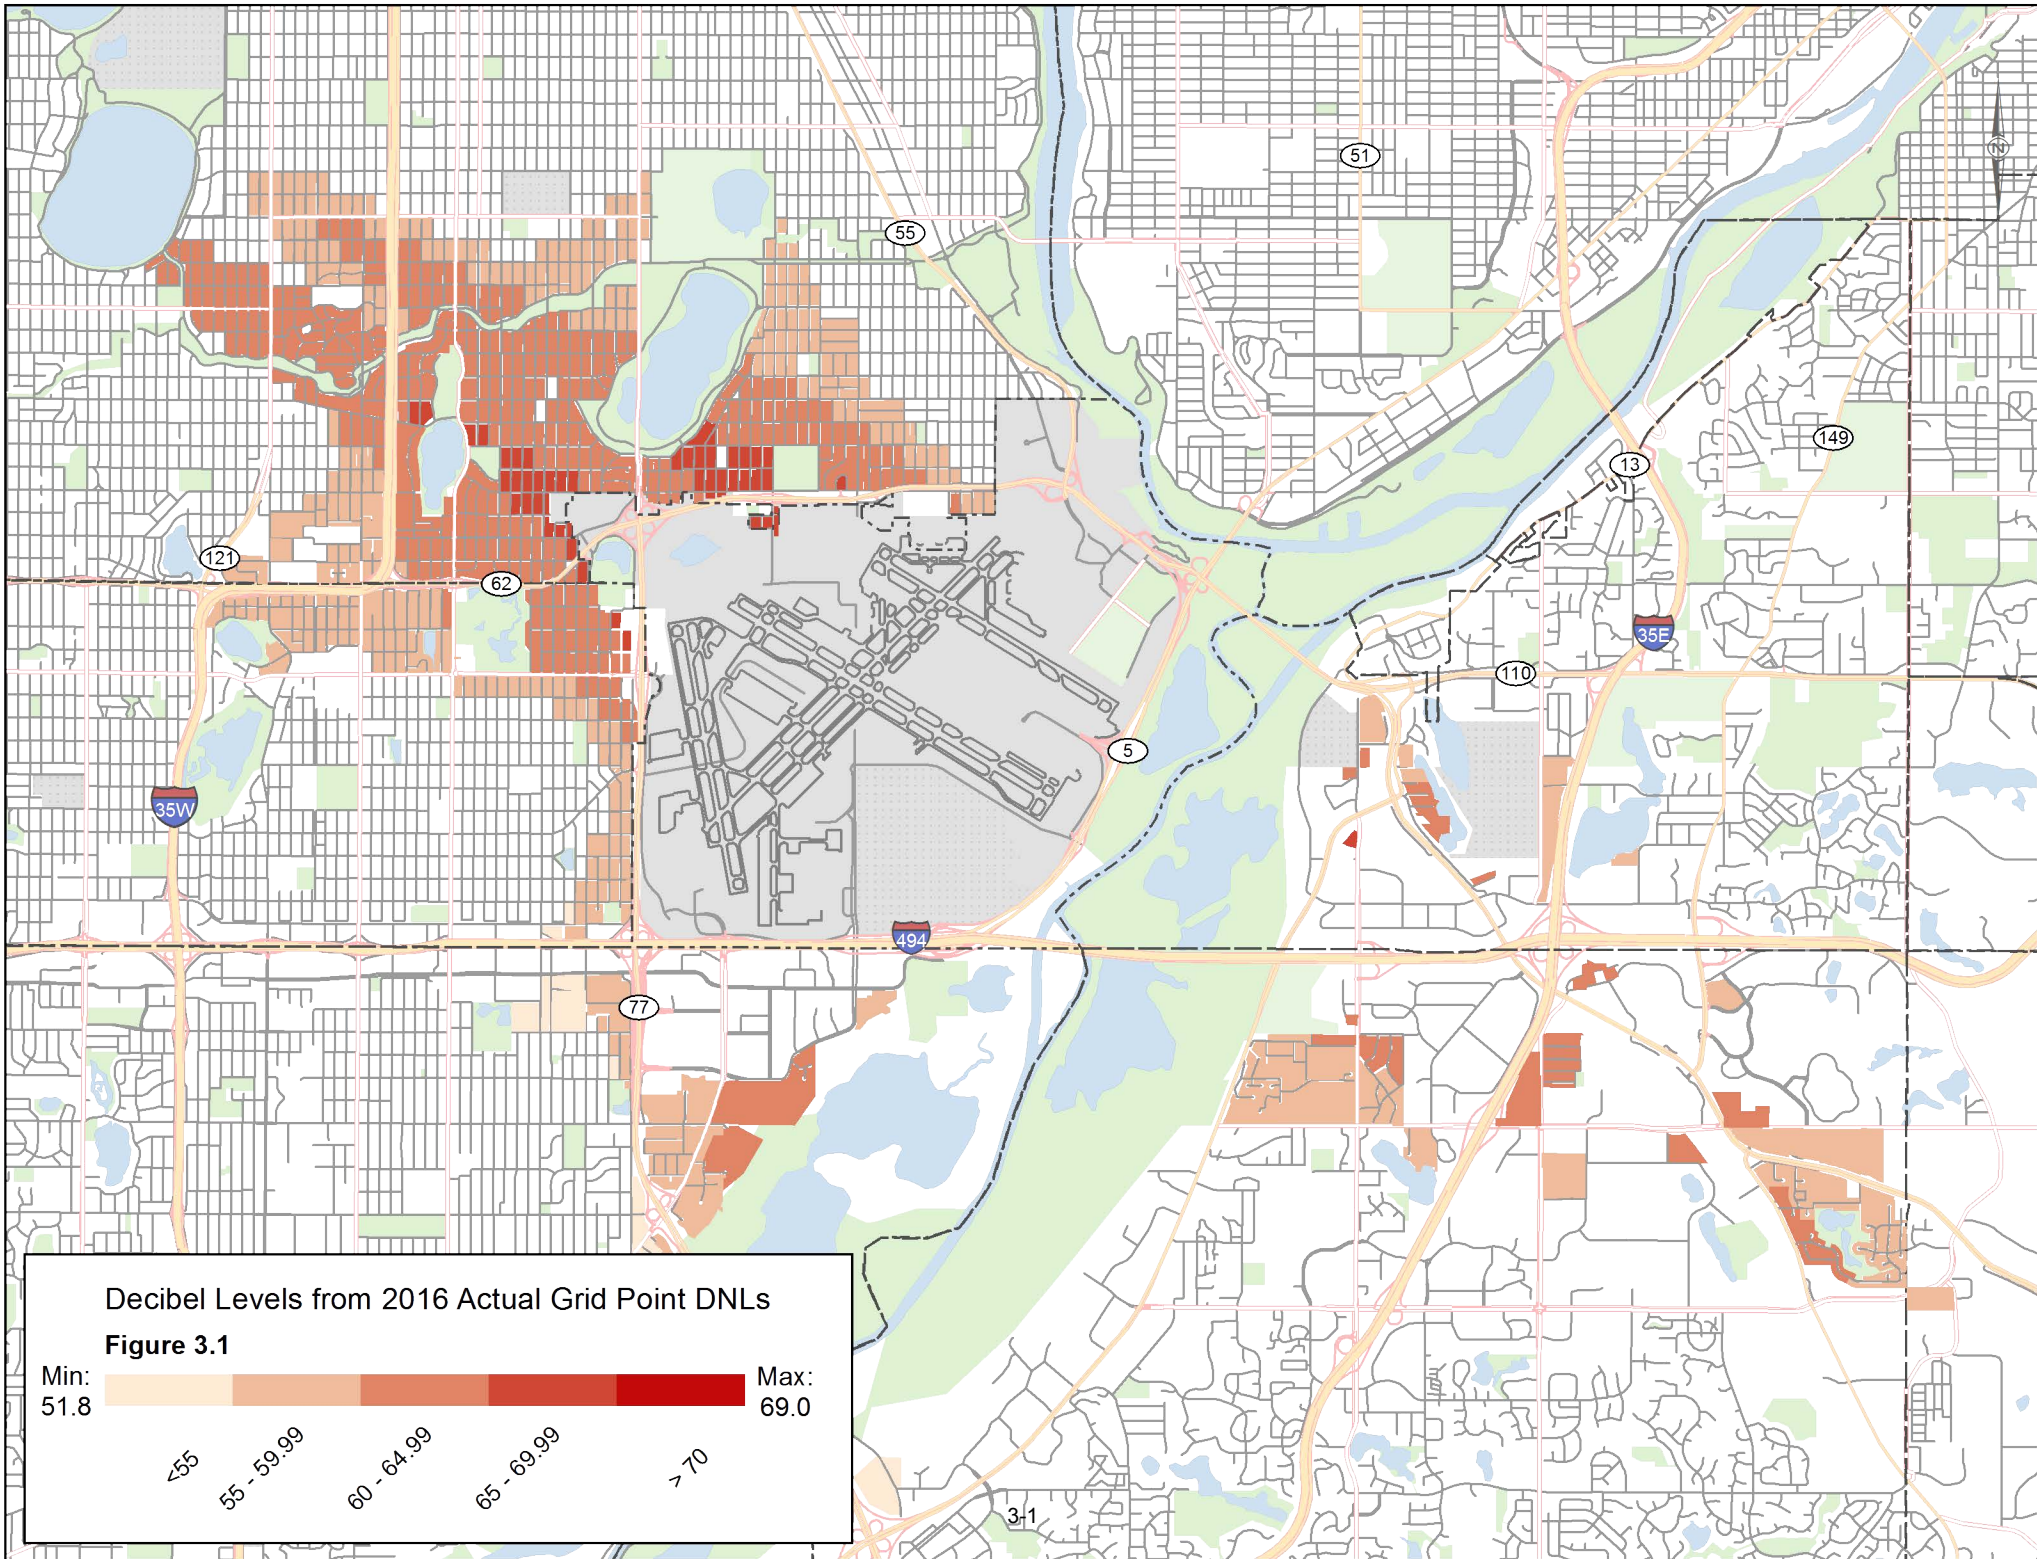 51
55
149
13
121
62
35E
110
5
35W
494
77
Decibel Levels from 2016 Actual Grid Point DNLs
Figure 3.1
Min:
51.8
Max:
69.0
<55
55 - 59.99
60 - 64.99
65 - 69.99
> 70
3-1
N